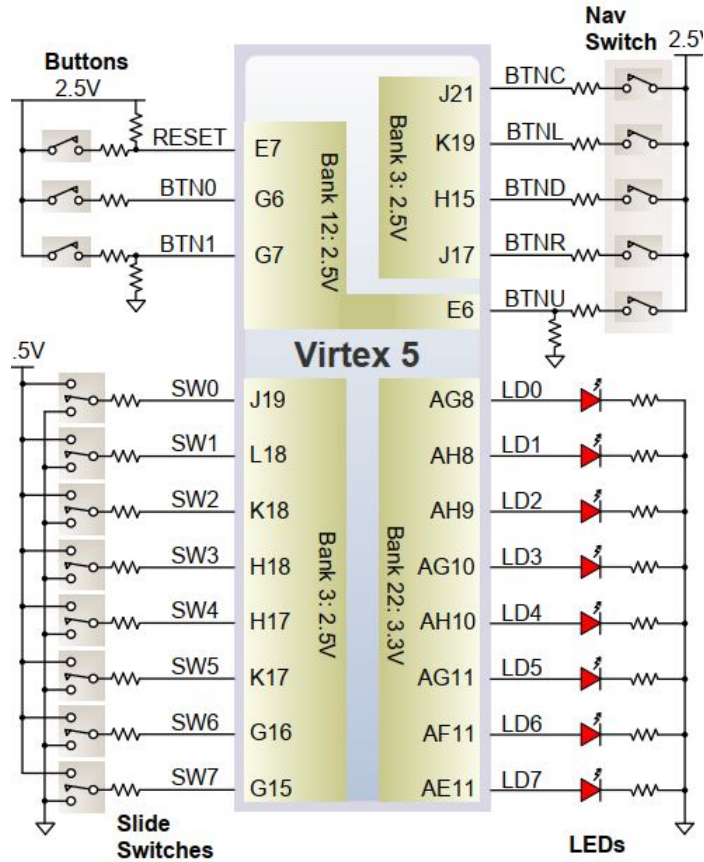 Nav
Switch
2.5V
Buttons
2.5V
RESET
BTN0
BTN1
E7
G6
G7
Bank 12: 2.5V
Bank 3: 2.5V
J21
K19
H15
J17
E6
BTNC
BTNL
BTND
BTNR
BTNU
Virtex 5
.5V
SW0
SW1
SW2
SW3
SW4
SW5
SW6
SW7
J19
L18
K18
H18
H17
K17
G16
G15
Bank 3: 2.5V
Bank 22: 3.3V
AG8
AH8
AH9
AG10
AH10
AG11
AF11
AE11
LD0
LD1
LD2
LD3
LD4
LD5
LD6
LD7
Slide
Switches
LEDs